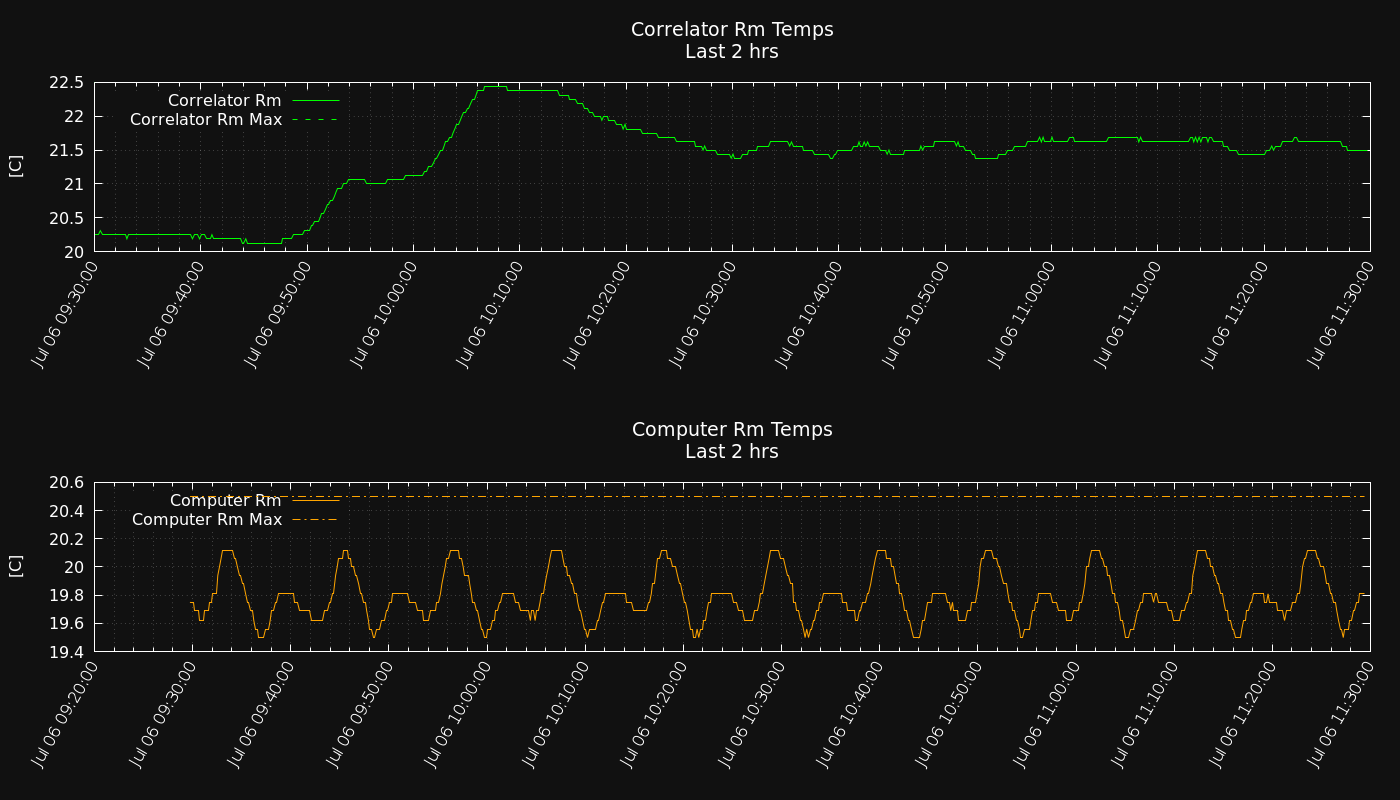 Correlator Rm Temps
Last 2 hrs
22.5
22
21.5
21
20.5
20
[C]
Correlator Rm
Correlator Rm Max
Jul 06 09:30:00
Jul 06 09:40:00
Jul 06 09:50:00
Jul 06 10:00:00
Jul 06 10:10:00
Jul 06 10:20:00
Jul 06 10:30:00
Jul 06 10:40:00
Jul 06 10:50:00
Jul 06 11:00:00
Jul 06 11:10:00
Jul 06 11:20:00
Jul 06 11:30:00
Computer Rm Temps
Last 2 hrs
20.6
20.4
20.2
20
19.8
19.6
19.4
[C]
Computer Rm
Computer Rm Max
Jul 06 09:20:00
Jul 06 09:30:00
Jul 06 09:40:00
Jul 06 09:50:00
Jul 06 10:00:00
Jul 06 10:10:00
Jul 06 10:20:00
Jul 06 10:30:00
Jul 06 10:40:00
Jul 06 10:50:00
Jul 06 11:00:00
Jul 06 11:10:00
Jul 06 11:20:00
Jul 06 11:30:00